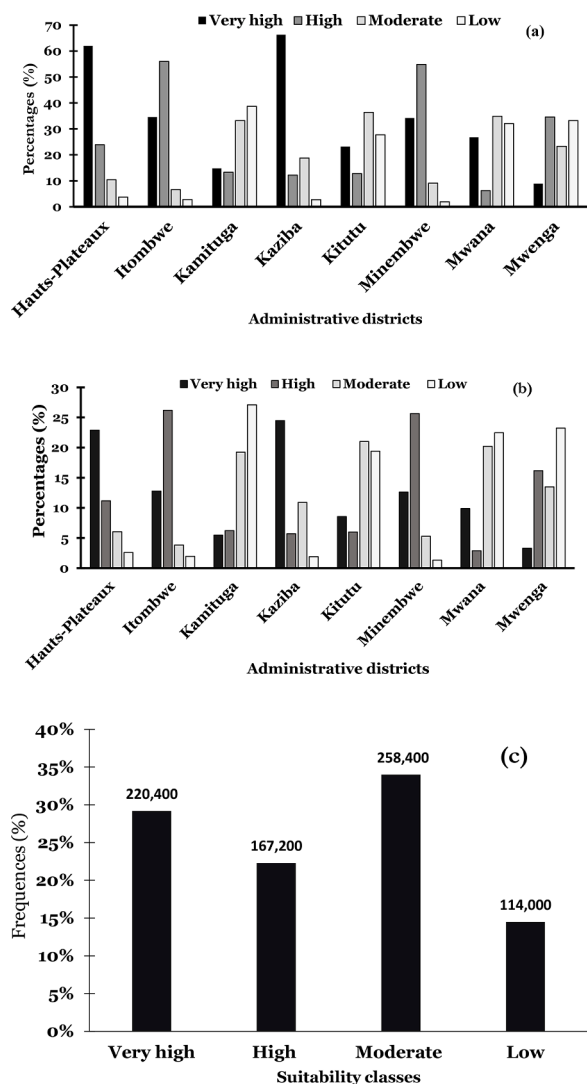 Very high High Moderate Low
(a)
70
60
50
40
30
20
10
0
Percentages (%)
Hauts-Plateaux
Itombwe
Kamituga
Kaziba
Kitutu
Minembwe
Mwana
Mwenga
Administrative districts
Very high High Moderate Low
(b)
30
25
20
15
10
5
0
Percentages (%)
Hauts-Plateaux
Itombwe
Kamituga
Kaziba
Kitutu
Minembwe
Mwana
Mwenga
Administrative districts
(c)
40%
35%
30%
25%
20%
15%
10%
5%
0%
Frequences (%)
220,400
167,200
258,400
114,000
Very high High Moderate Low
Suitability classes